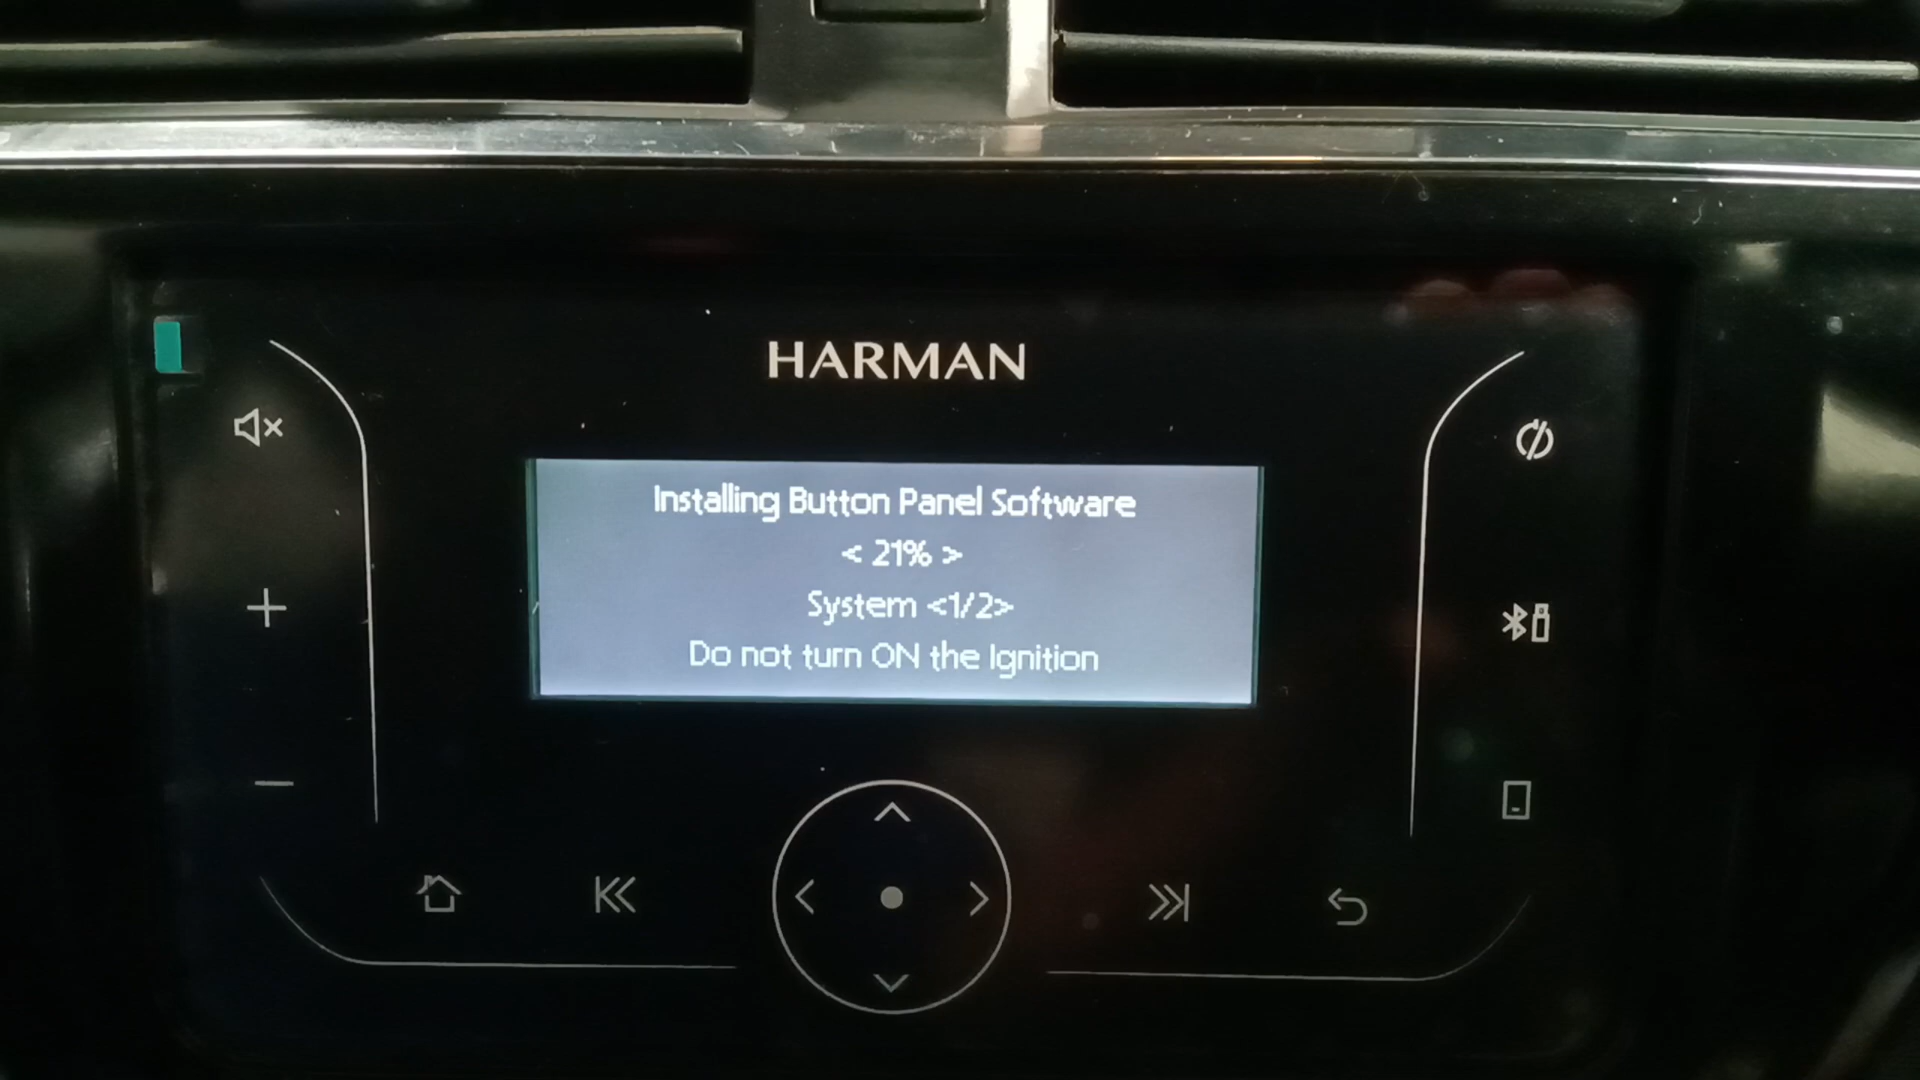 HARMAN
Installing Button Panel Software
< 21% >
System <1/2>
Do not turn ON the Ignition